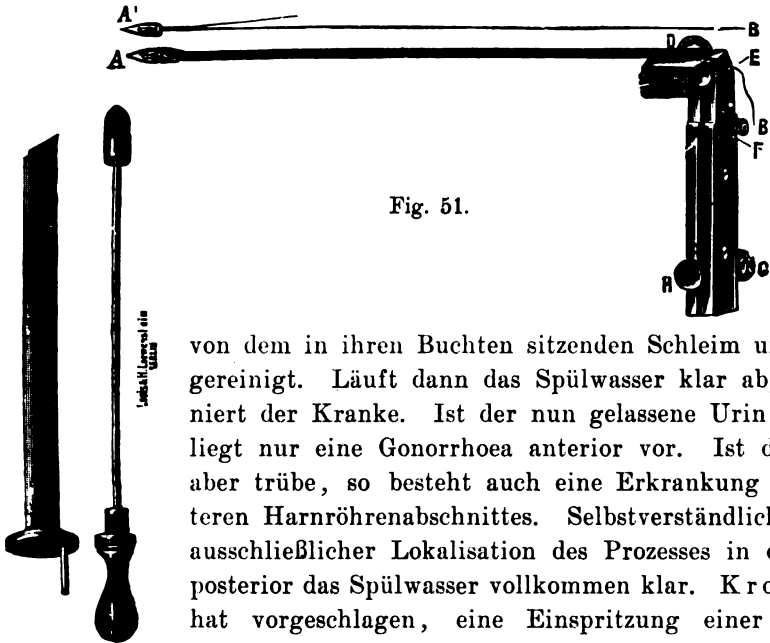 A'
B
D
A
E
B
F
Fig. 51.
H
G
BERLIN
von dem in ihren Buchten sitzenden Schleim u
gereinigt. Läuft dann das Spülwasser klar ab
niert der Kranke. Ist der nun gelassene Urin
liegt nur eine Gonorrhoea anterior vor. Ist d
aber trübe, so besteht auch eine Erkrankung
teren Harnröhrenabschnittes. Selbstverständlich
ausschließlicher Lokalisation des Prozesses in
posterior das Spülwasser vollkommen klar. Kro
hat vorgeschlagen, eine Einspritzung einer